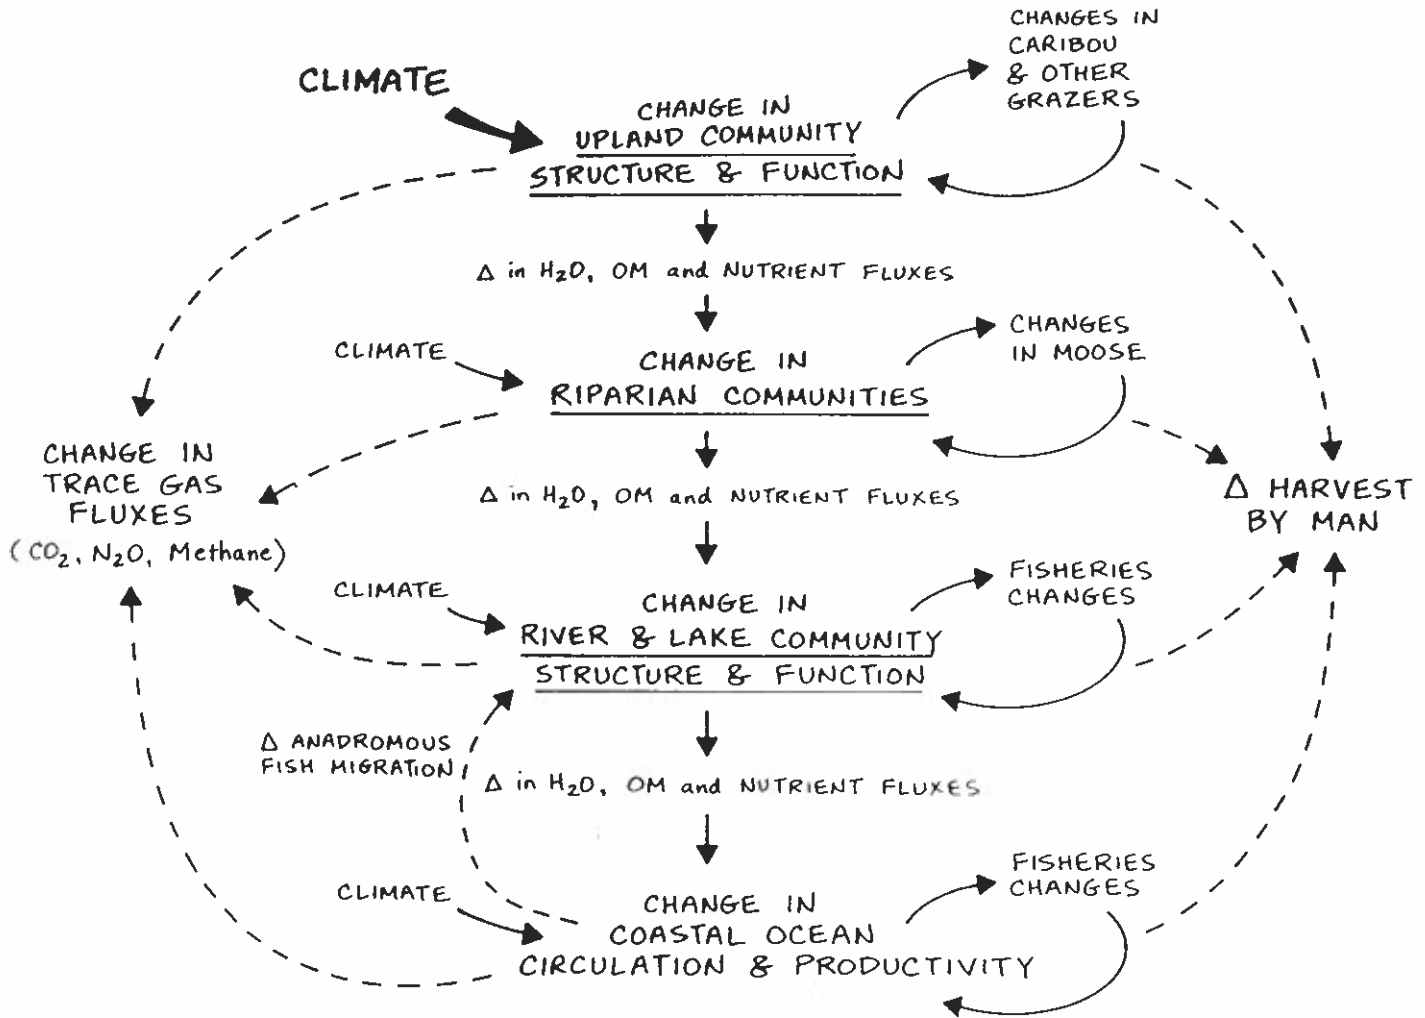 CHANGES IN
CARIBOU
& OTHER
GRAZERS
CLIMATE
CHANGE IN
UPLAND COMMUNITY
STRUCTURE & FUNCTION
Δ in H₂O, OM and NUTRIENT FLUXES
CLIMATE
CHANGE IN
RIPARIAN COMMUNITIES
CHANGES
IN MOOSE
CHANGE IN
TRACE GAS
FLUXES
(CO₂, N₂O, Methane)
Δ in H₂O, OM and NUTRIENT FLUXES
Δ HARVEST
BY MAN
CLIMATE
CHANGE IN
RIVER & LAKE COMMUNITY
STRUCTURE & FUNCTION
FISHERIES
CHANGES
Δ ANADROMOUS
FISH MIGRATION
Δ in H₂O, OM and NUTRIENT FLUXES
CLIMATE
CHANGE IN
COASTAL OCEAN
CIRCULATION & PRODUCTIVITY
FISHERIES
CHANGES